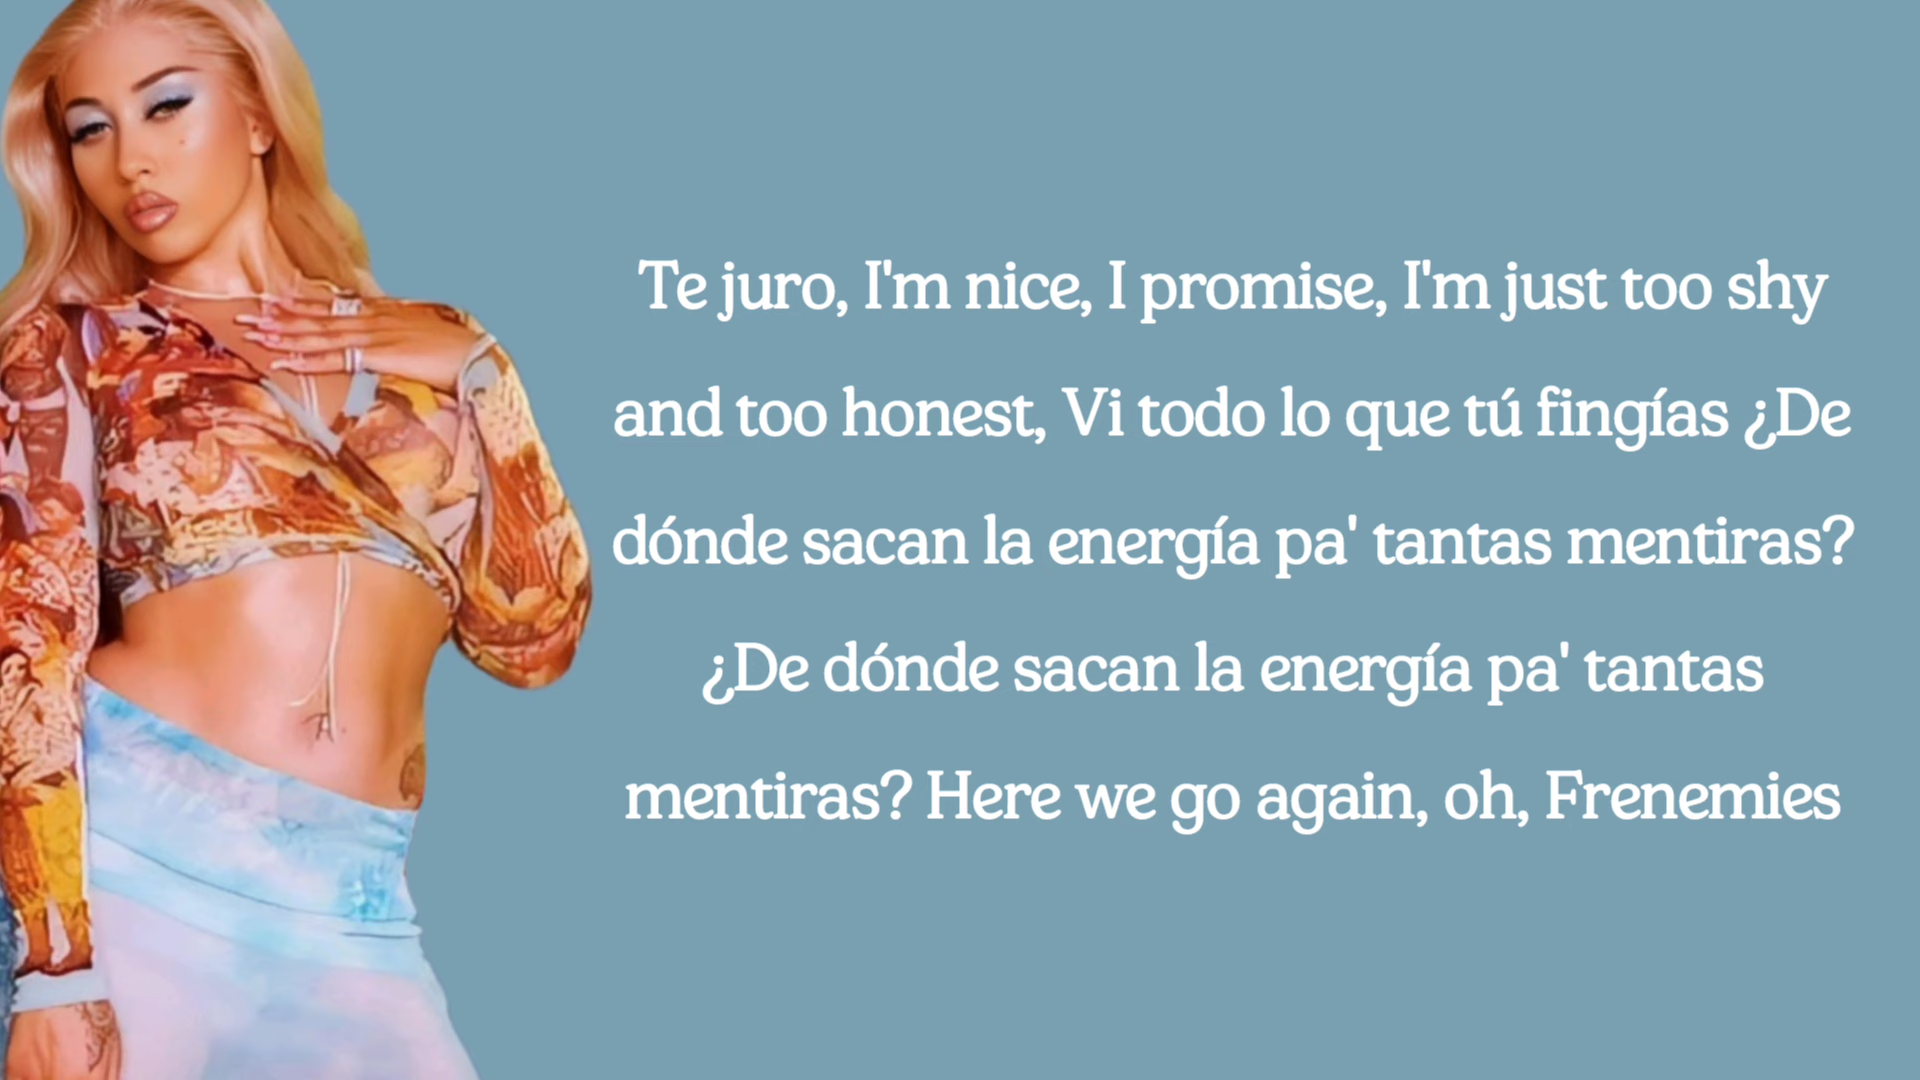 Te juro, I'm nice, I promise, I'm just too shy
and too honest, Vi todo lo que tú fingías ¿De
dónde sacan la energía pa' tantas mentiras?
¿De dónde sacan la energía pa' tantas
mentiras? Here we go again, oh, Frenemies